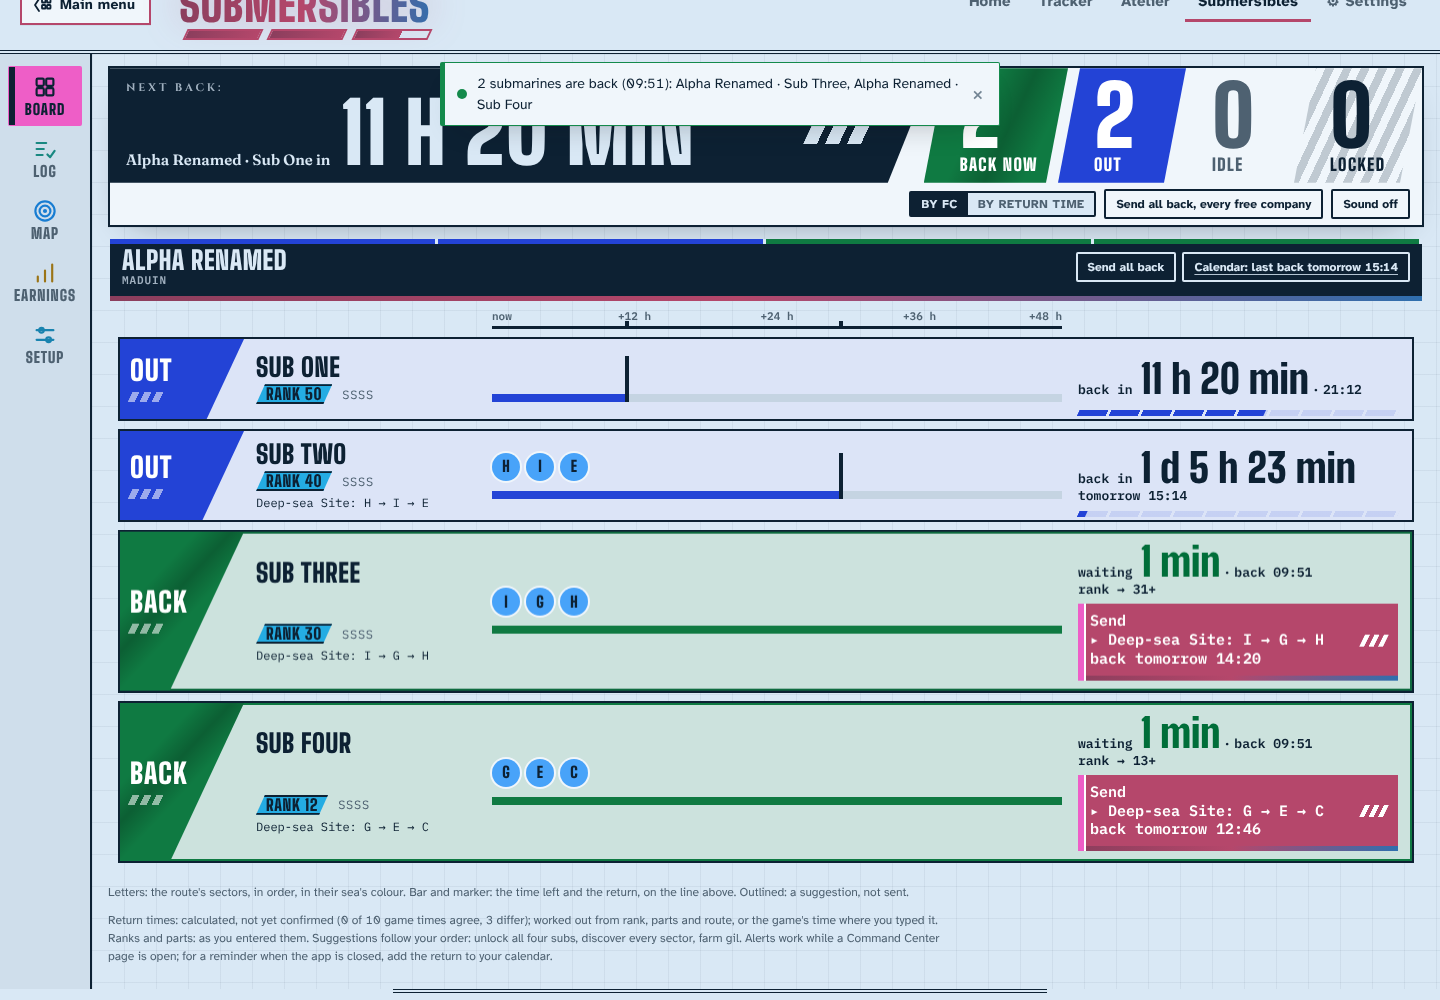 Main menu
SUBMERSIBLES
Home
Tracker
Atelier
Submersibles
Settings
BOARD
LOG
MAP
EARNINGS
SETUP
NEXT BACK:
Alpha Renamed · Sub One in
11 H 20 MIN
2 submarines are back (09:51): Alpha Renamed · Sub Three, Alpha Renamed ·
Sub Four
×
2
BACK NOW
2
OUT
0
IDLE
0
LOCKED
BY FC
BY RETURN TIME
Send all back, every free company
Sound off
ALPHA RENAMED
MADUIN
Send all back
Calendar: last back tomorrow 15:14
now
+12 h
+24 h
+36 h
+48 h
OUT
SUB ONE
RANK 50
SSSS
back in 11 h 20 min · 21:12
OUT
SUB TWO
RANK 40
SSSS
Deep-sea Site: H → I → E
H I E
back in 1 d 5 h 23 min
tomorrow 15:14
BACK
SUB THREE
RANK 30
SSSS
Deep-sea Site: I → G → H
I G H
waiting 1 min · back 09:51
rank → 31+
Send
▸ Deep-sea Site: I → G → H
back tomorrow 14:20
BACK
SUB FOUR
RANK 12
SSSS
Deep-sea Site: G → E → C
G E C
waiting 1 min · back 09:51
rank → 13+
Send
▸ Deep-sea Site: G → E → C
back tomorrow 12:46
Letters: the route's sectors, in order, in their sea's colour. Bar and marker: the time left and the return, on the line above. Outlined: a suggestion, not sent.
Return times: calculated, not yet confirmed (0 of 10 game times agree, 3 differ); worked out from rank, parts and route, or the game's time where you typed it.
Ranks and parts: as you entered them. Suggestions follow your order: unlock all four subs, discover every sector, farm gil. Alerts work while a Command Center
page is open; for a reminder when the app is closed, add the return to your calendar.